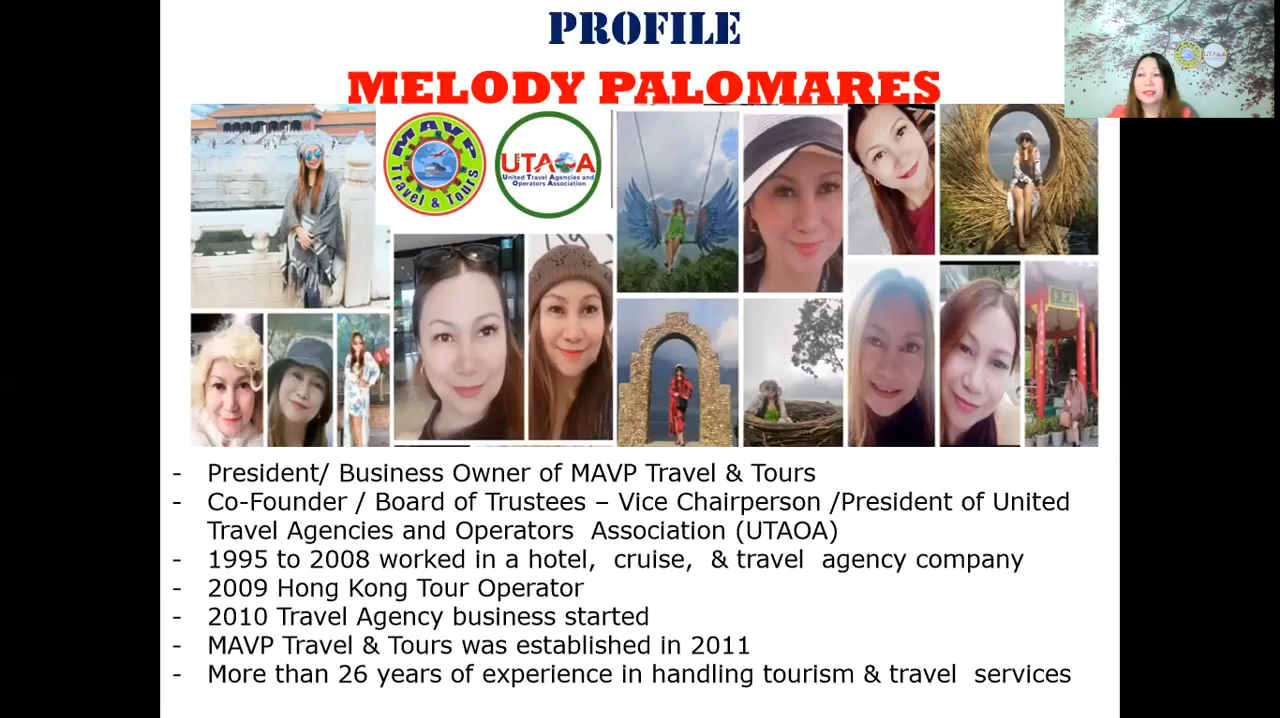 PROFILE
MELODY PALOMARES
MAVP
Travel & Tours
UTAOA
United Travel Agencies and
Operators Association
- President/ Business Owner of MAVP Travel & Tours
- Co-Founder / Board of Trustees – Vice Chairperson /President of United
Travel Agencies and Operators Association (UTAOA)
- 1995 to 2008 worked in a hotel, cruise, & travel agency company
- 2009 Hong Kong Tour Operator
- 2010 Travel Agency business started
- MAVP Travel & Tours was established in 2011
- More than 26 years of experience in handling tourism & travel services